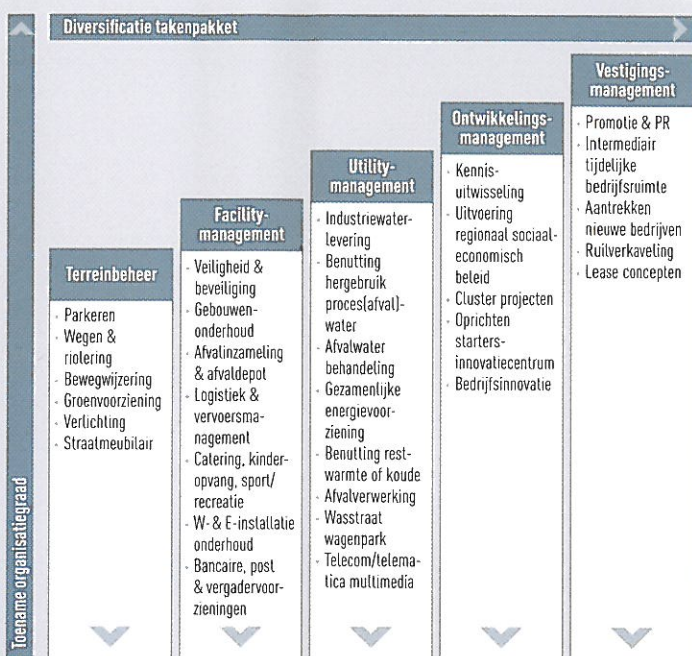 Diversificatie takenpakket
Toename organisatiegraad
Terreinbeheer
· Parkeren
· Wegen &
riolering
· Bewegwijzering
· Groenvoorziening
· Verlichting
· Straatmeubilair
Facility-
management
· Veiligheid &
beveiliging
· Gebouwen-
onderhoud
· Afvalinzameling
& afvaldepot
· Logistiek &
vervoersma-
nagement
· Catering, kinder-
opvang, sport/
recreatie
· W- & E-installatie
onderhoud
· Bancaire, post
& vergadervoor-
zieningen
Utility-
management
· Industriewater-
levering
· Benutting
hergebruik
proces(afval)-
water
· Afvalwater
behandeling
· Gezamenlijke
energievoor-
ziening
· Benutting rest-
warmte of koude
· Afvalverwerking
· Wasstraat
wagenpark
· Telecom/telema-
tica multimedia
Ontwikkelings-
management
· Kennis-
uitwisseling
· Uitvoering
regionaal sociaal-
economisch
beleid
· Cluster projecten
· Oprichten
starters-
innovatiecentrum
· Bedrijfsinnovatie
Vestigings-
management
· Promotie & PR
· Intermediair
tijdelijke
bedrijfsruimte
· Aantrekken
nieuwe bedrijven
· Ruilverkaveling
· Lease concepten